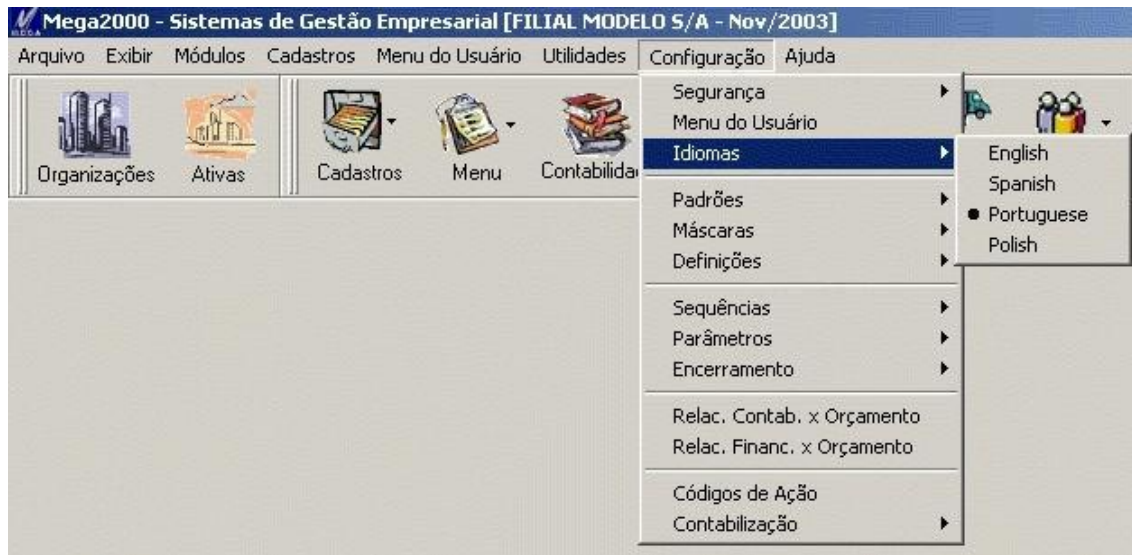 Mega2000 - Sistemas de Gestão Empresarial [FILIAL MODELO S/A - Nov/2003]
Arquivo Exibir Módulos Cadastros Menu do Usuário Utilidades Configuração Ajuda
Organizações Ativas Cadastros Menu
Segurança
Menu do Usuário
Idiomas
Padrões
Máscaras
Definições
Sequências
Parâmetros
Encerramento
Relac. Contab. x Orçamento
Relac. Financ. x Orçamento
Códigos de Ação
Contabilização
English
Spanish
Portuguese
Polish